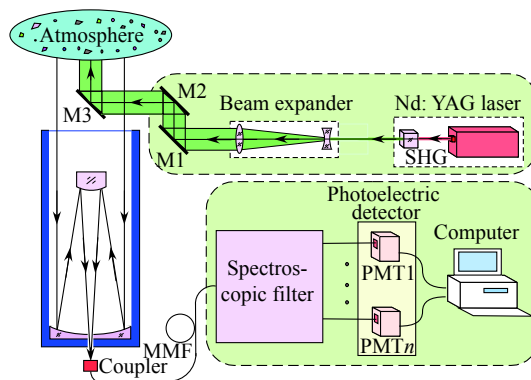 Atmosphere
M2
M3
M1
Beam expander
Nd: YAG laser
SHG
Photoelectric
detector
Computer
Spectros-
copic filter
PMT1
PMTn
MMF
Coupler